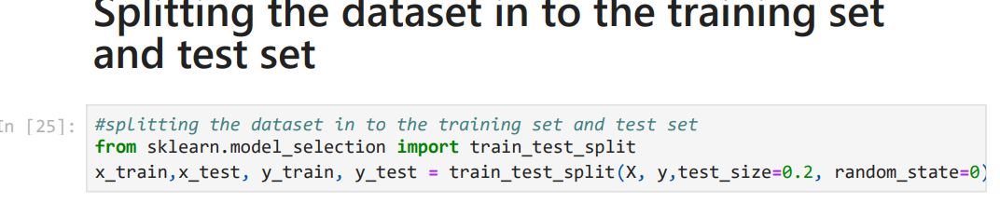 Splitting the dataset in to the training set
and test set
In [25]:
#splitting the dataset in to the training set and test set
from sklearn.model_selection import train_test_split
x_train,x_test, y_train, y_test = train_test_split(X, y,test_size=0.2, random_state=0)